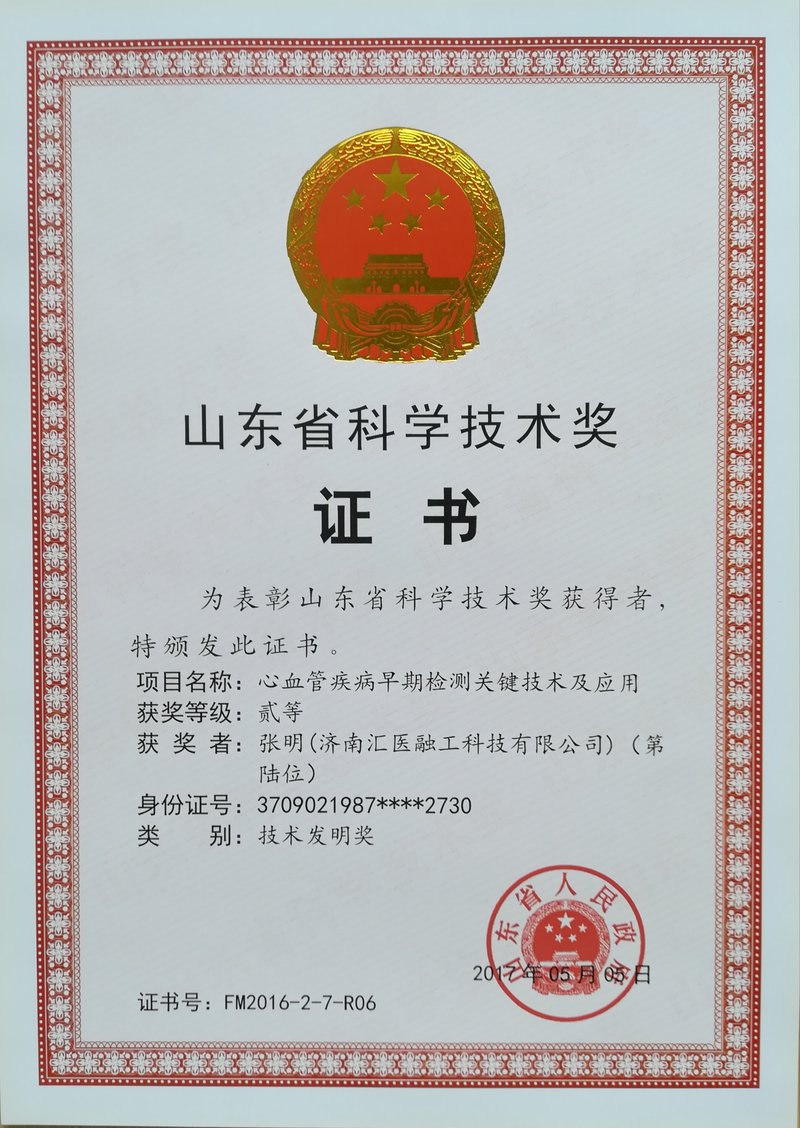 山东省科学技术奖
证书
为表彰山东省科学技术奖获得者，
特颁发此证书。
项目名称：心血管疾病早期检测关键技术及应用
获奖等级：贰等
获奖者：张明(济南汇医融工科技有限公司)（第
陆位）
身份证号：3709021987****2730
类别：技术发明奖
山东省人民政府
2017年05月05日
证书号：FM2016-2-7-R06